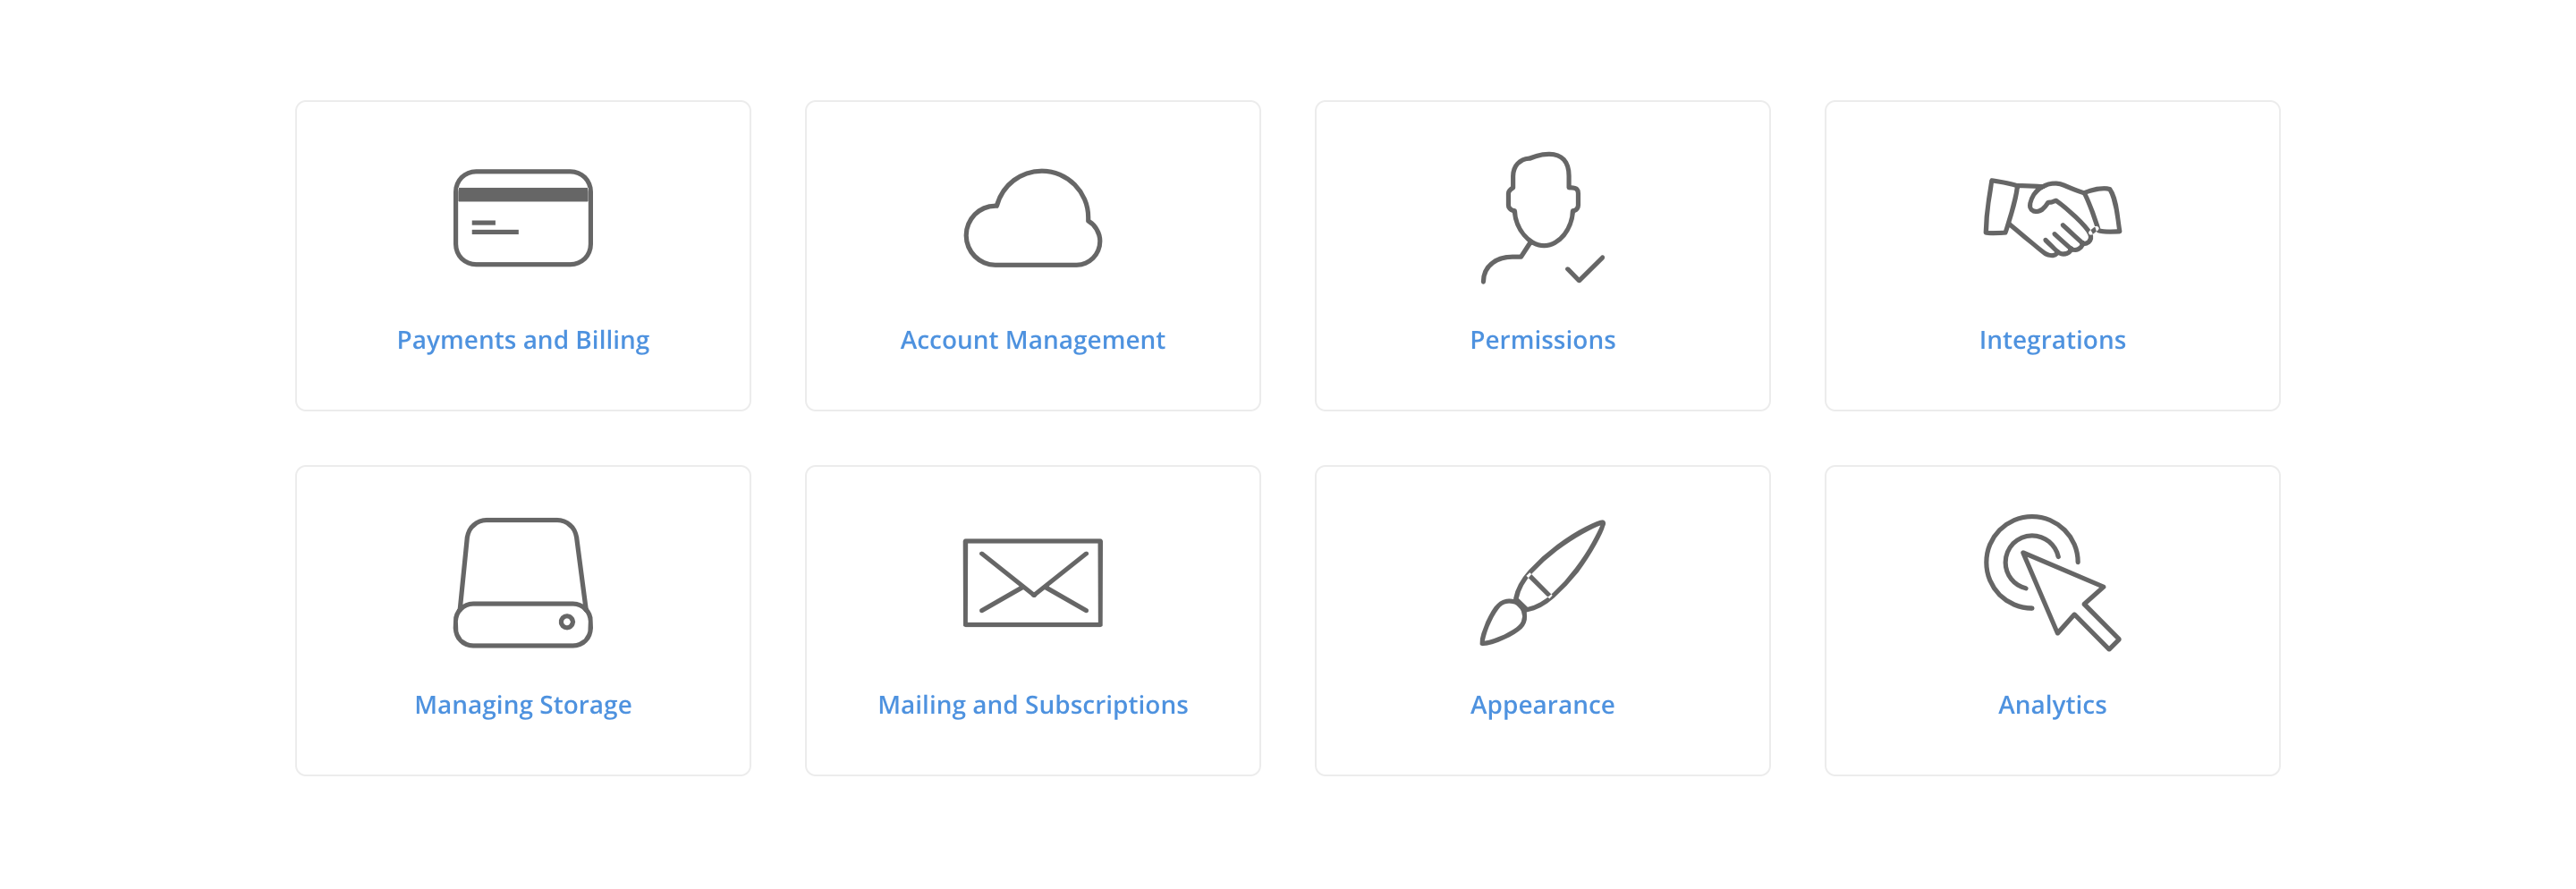 Payments and Billing
Account Management
Permissions
Integrations
Managing Storage
Mailing and Subscriptions
Appearance
Analytics